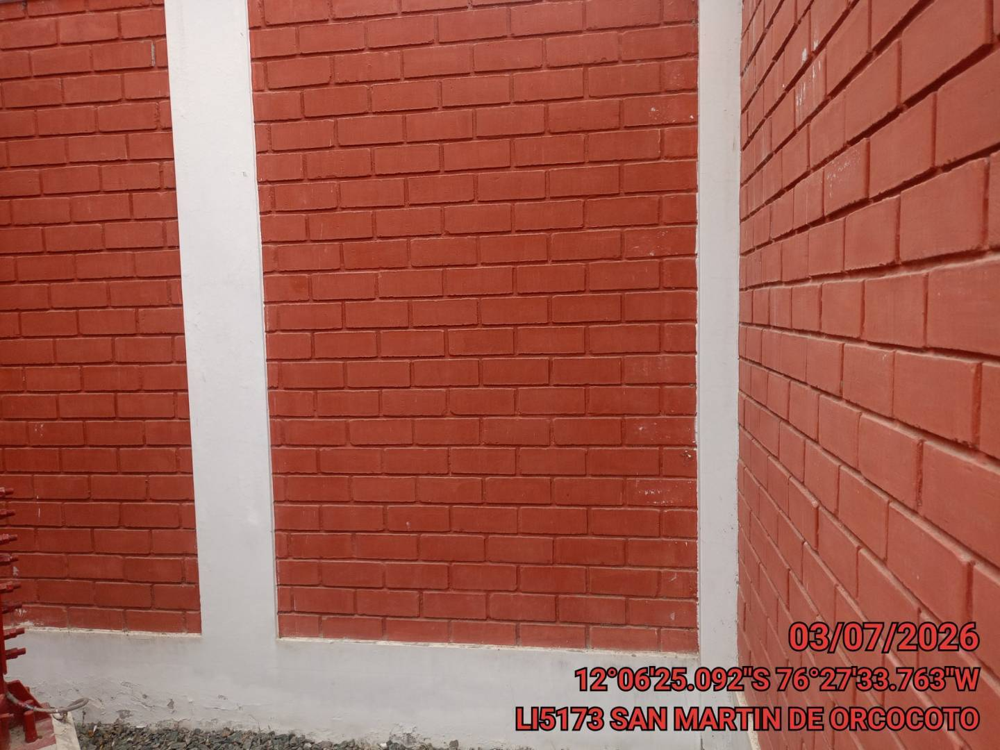 03/07/2026
12°06'25.092"S 76°27'33.763"W
LI5173 SAN MARTIN DE ORCOCOTO